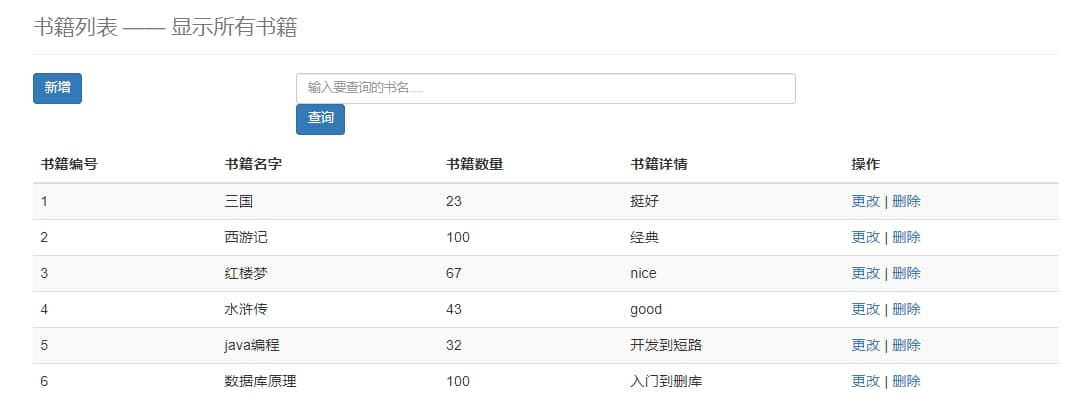 书籍列表 —— 显示所有书籍
新增 输入要查询的书名....
查询
书籍编号 书籍名字 书籍数量 书籍详情 操作
1 三国 23 挺好 更改 | 删除
2 西游记 100 经典 更改 | 删除
3 红楼梦 67 nice 更改 | 删除
4 水浒传 43 good 更改 | 删除
5 java编程 32 开发到短路 更改 | 删除
6 数据库原理 100 入门到删库 更改 | 删除